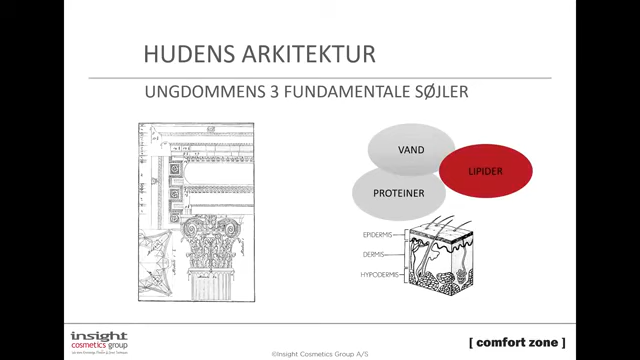 HUDENS ARKITEKTUR
UNGDOMMENS 3 FUNDAMENTALE SØJLER
VAND
LIPIDER
PROTEINER
EPIDERMIS
DERMIS
HYPODERMIS
insight
cosmetics group
[ comfort zone ]
©Insight Cosmetics Group A/S